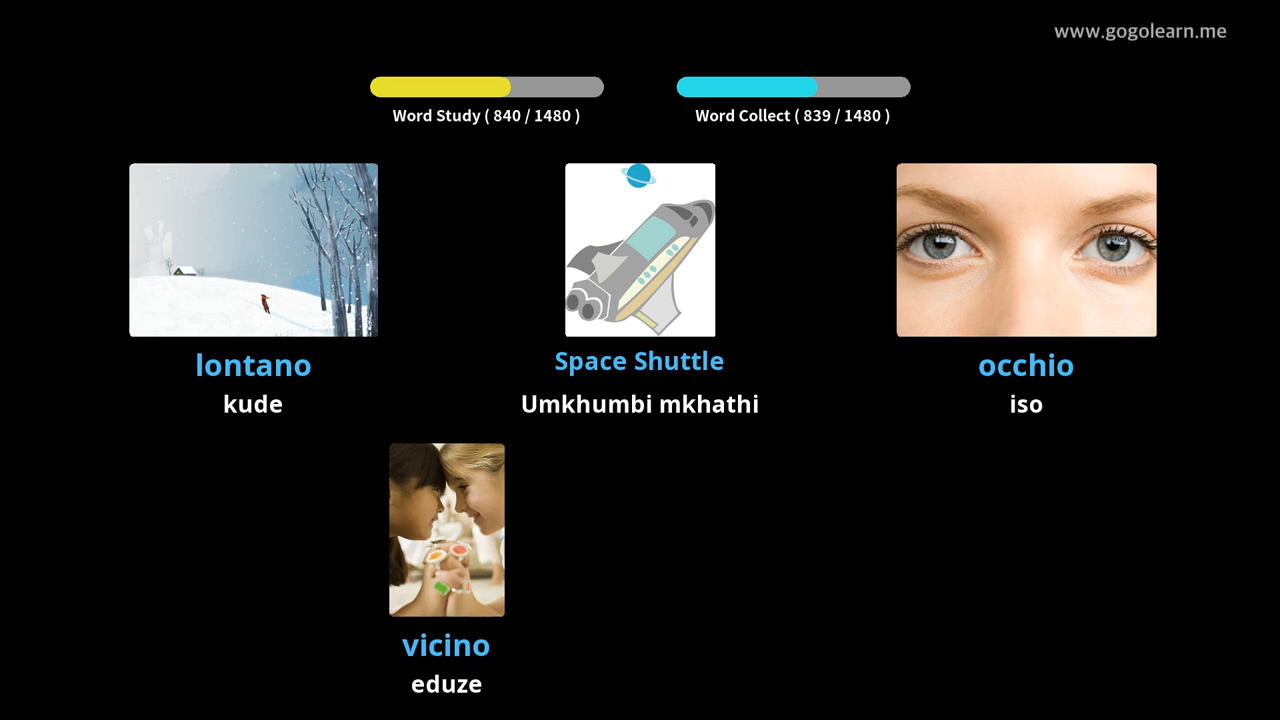 www.gogolearn.me
Word Study ( 840 / 1480 )
Word Collect ( 839 / 1480 )
lontano
kude
Space Shuttle
Umkhumbi mkhathi
occhio
iso
vicino
eduze